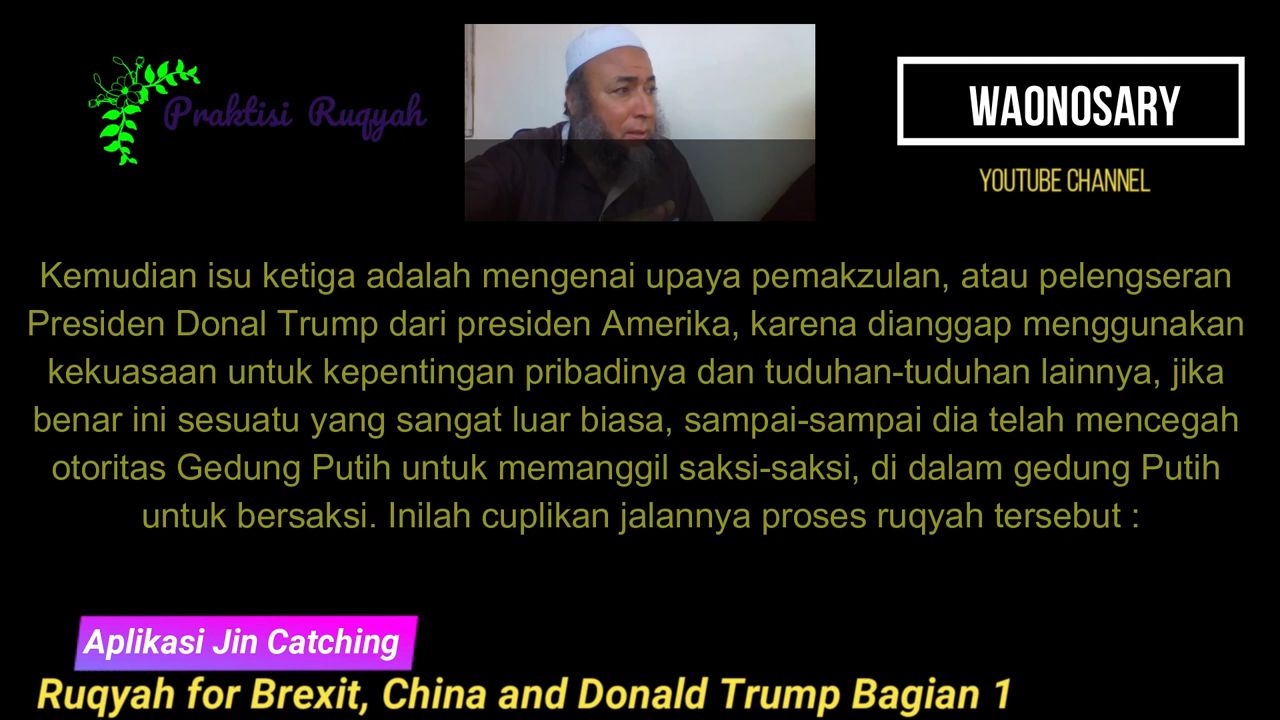 Praktisi Ruqyah
WAONOSARY
YOUTUBE CHANNEL
Kemudian isu ketiga adalah mengenai upaya pemakzulan, atau pelengseran
Presiden Donal Trump dari presiden Amerika, karena dianggap menggunakan
kekuasaan untuk kepentingan pribadinya dan tuduhan-tuduhan lainnya, jika
benar ini sesuatu yang sangat luar biasa, sampai-sampai dia telah mencegah
otoritas Gedung Putih untuk memanggil saksi-saksi, di dalam gedung Putih
untuk bersaksi. Inilah cuplikan jalannya proses ruqyah tersebut :
Aplikasi Jin Catching
Ruqyah for Brexit, China and Donald Trump Bagian 1